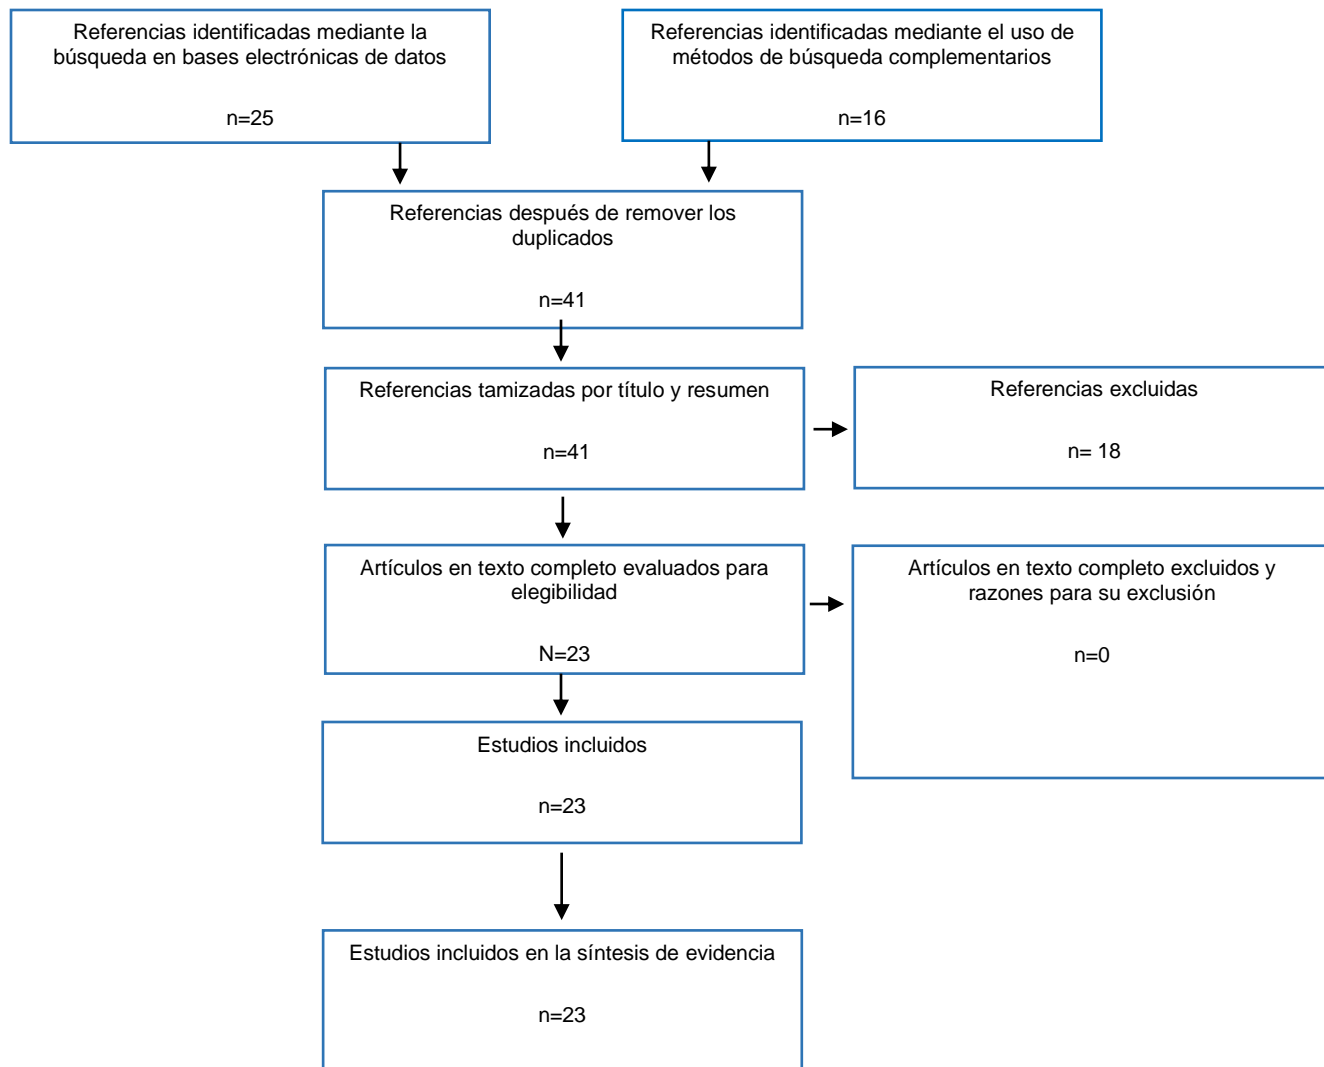 Referencias identificadas mediante la
búsqueda en bases electrónicas de datos
n=25
Referencias identificadas mediante el uso de
métodos de búsqueda complementarios
n=16
Referencias después de remover los
duplicados
n=41
Referencias tamizadas por título y resumen
n=41
Referencias excluidas
n= 18
Artículos en texto completo evaluados para
elegibilidad
N=23
Artículos en texto completo excluidos y
razones para su exclusión
n=0
Estudios incluidos
n=23
Estudios incluidos en la síntesis de evidencia
n=23